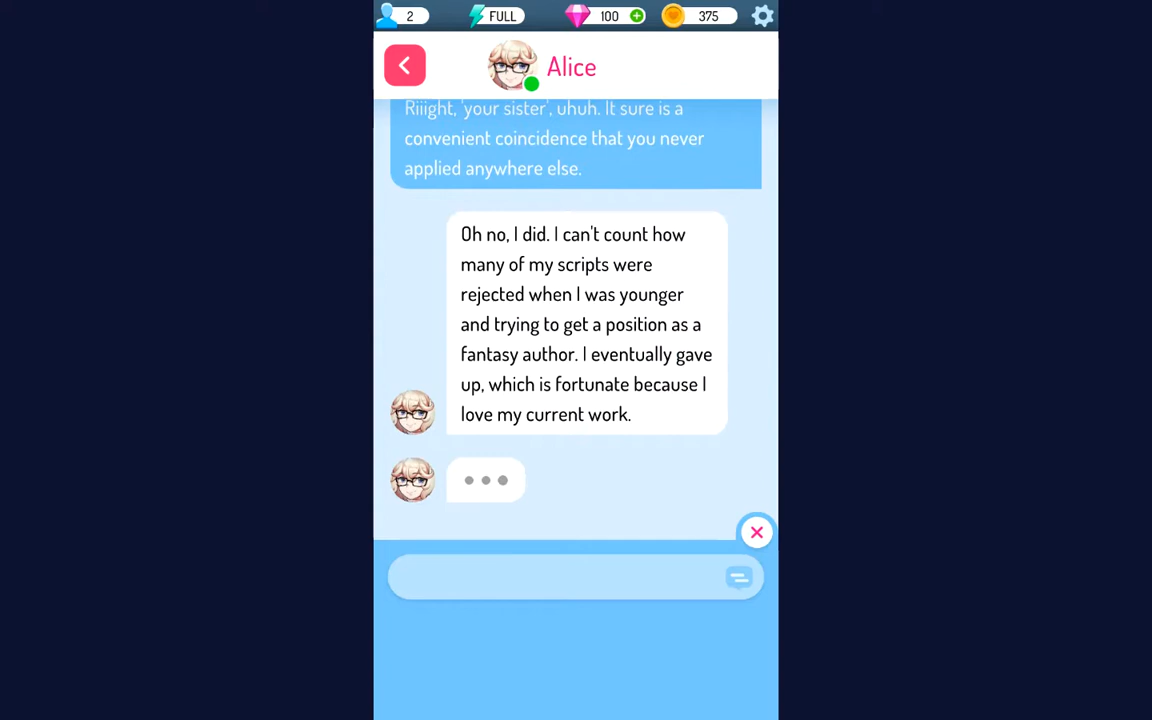 2 FULL 100 375
Alice
Riiight, 'your sister', uhuh. It sure is a
convenient coincidence that you never
applied anywhere else.
Oh no, I did. I can't count how
many of my scripts were
rejected when I was younger
and trying to get a position as a
fantasy author. I eventually gave
up, which is fortunate because I
love my current work.